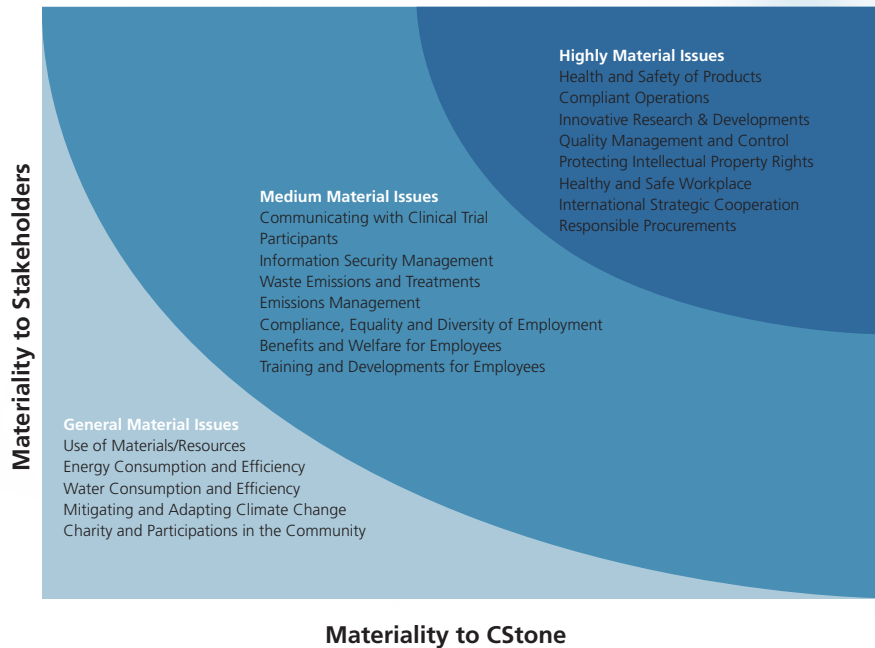 Highly Material Issues
Health and Safety of Products
Compliant Operations
Innovative Research & Developments
Quality Management and Control
Protecting Intellectual Property Rights
Healthy and Safe Workplace
International Strategic Cooperation
Responsible Procurements
Medium Material Issues
Communicating with Clinical Trial
Participants
Information Security Management
Waste Emissions and Treatments
Emissions Management
Compliance, Equality and Diversity of Employment
Benefits and Welfare for Employees
Training and Developments for Employees
General Material Issues
Use of Materials/Resources
Energy Consumption and Efficiency
Water Consumption and Efficiency
Mitigating and Adapting Climate Change
Charity and Participations in the Community
Materiality to Stakeholders
Materiality to CStone